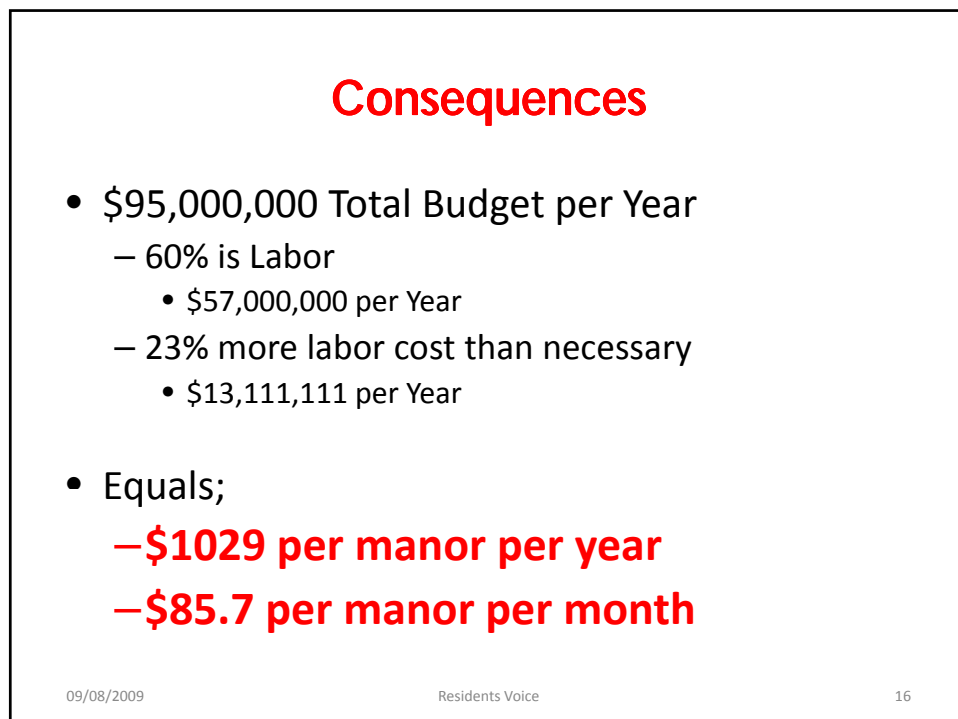 Consequences
• $95,000,000 Total Budget per Year
– 60% is Labor
• $57,000,000 per Year
– 23% more labor cost than necessary
• $13,111,111 per Year
• Equals;
–$1029 per manor per year
–$85.7 per manor per month
09/08/2009 Residents Voice 16